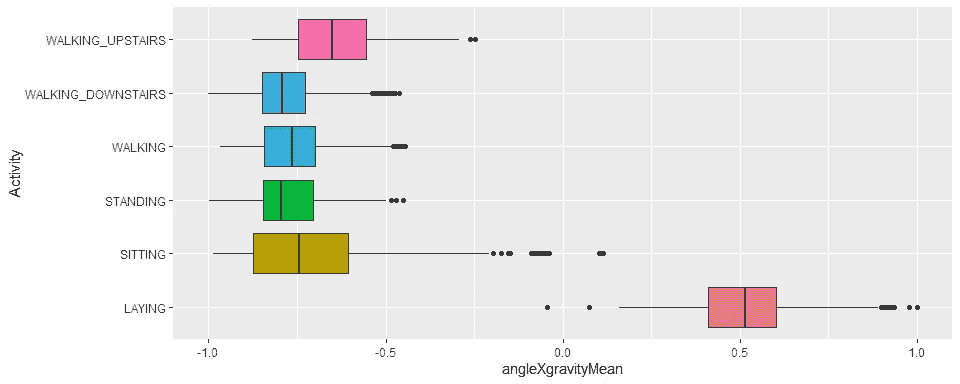 WALKING_UPSTAIRS
WALKING_DOWNSTAIRS
WALKING
STANDING
SITTING
LAYING
Activity
-1.0 -0.5 0.0 0.5 1.0
angleXgravityMean